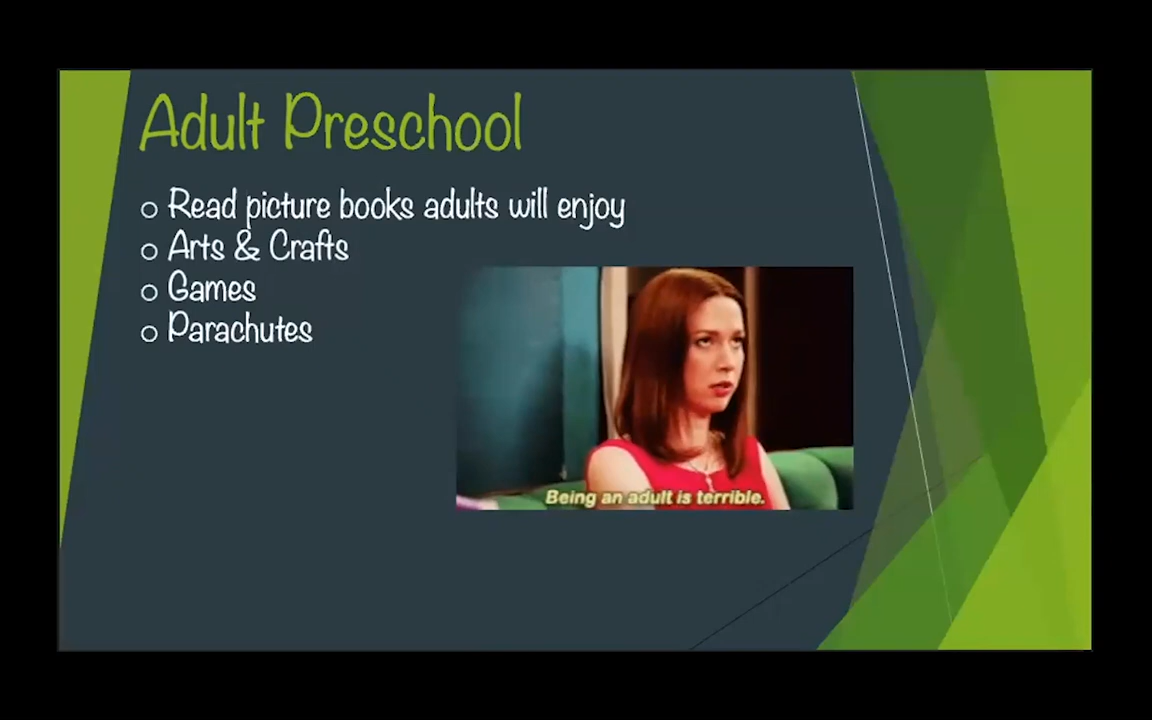 Adult Preschool
o Read picture books adults will enjoy
o Arts & Crafts
o Games
o Parachutes
Being an adult is terrible.